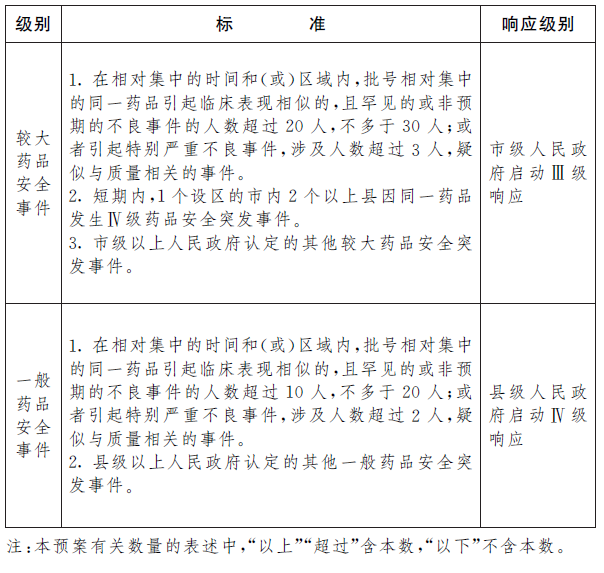 级别 标 准 响应级别
较大
药品
安全
事件
1. 在相对集中的时间和(或)区域内,批号相对集中
的同一药品引起临床表现相似的,且罕见的或非预
期的不良事件的人数超过 20 人,不多于 30 人;或
者引起特别严重不良事件,涉及人数超过 3 人,疑
似与质量相关的事件。
2. 短期内,1 个设区的市内 2 个以上县因同一药品
发生Ⅳ级药品安全突发事件。
3. 市级以上人民政府认定的其他较大药品安全突
发事件。
市级人民政
府启动Ⅲ级
响应
一般
药品
安全
事件
1. 在相对集中的时间和(或)区域内,批号相对集中
的同一药品引起临床表现相似的,且罕见的或非预
期的不良事件的人数超过 10 人,不多于 20 人;或
者引起特别严重不良事件,涉及人数超过 2 人,疑
似与质量相关的事件。
2. 县级以上人民政府认定的其他一般药品安全突
发事件。
县级人民政
府启动Ⅳ级
响应
注:本预案有关数量的表述中,“以上”“超过”含本数,“以下”不含本数。